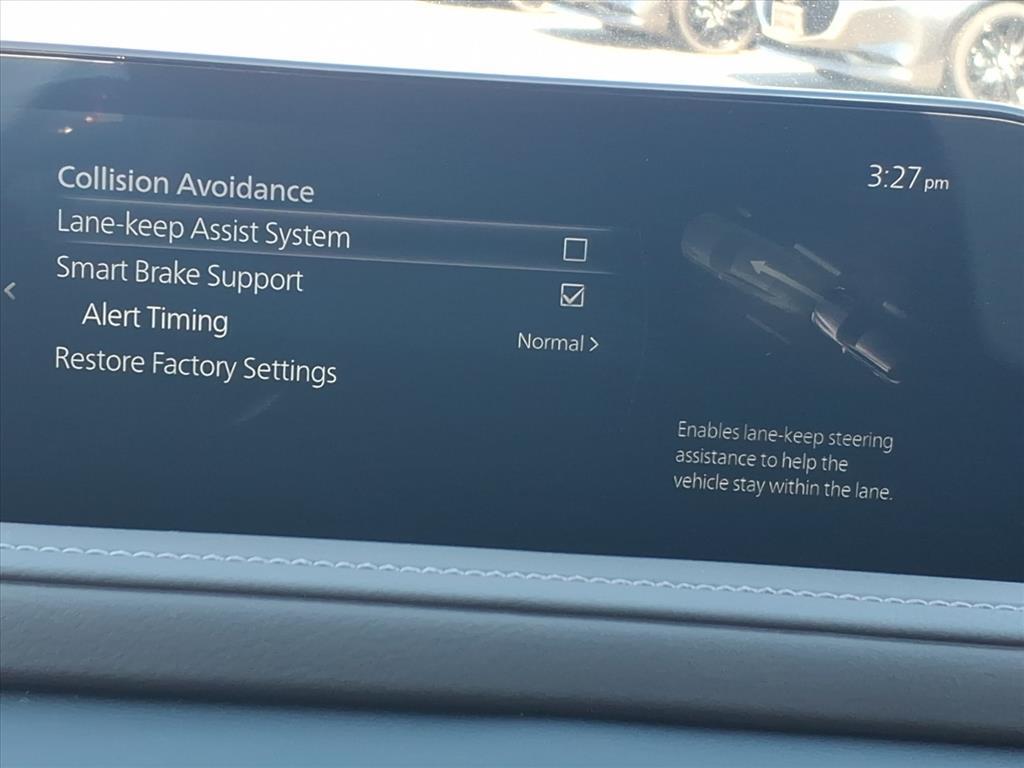 3:27 pm
Collision Avoidance
Lane-keep Assist System
Smart Brake Support
Alert Timing
Normal >
Restore Factory Settings
Enables lane-keep steering
assistance to help the
vehicle stay within the lane.